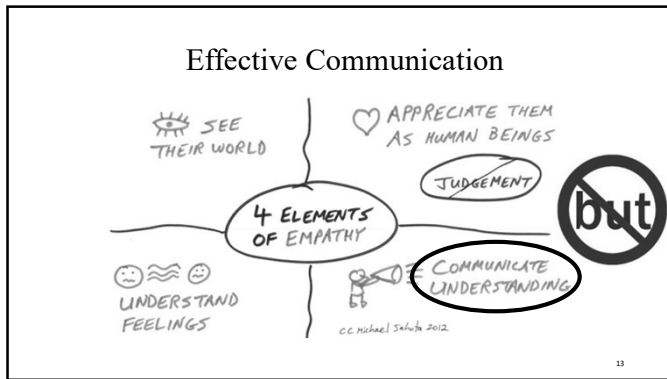 Effective Communication
SEE
THEIR WORLD
APPRECIATE THEM
AS HUMAN BEINGS
JUDGEMENT
but
4 ELEMENTS
OF EMPATHY
UNDERSTAND
FEELINGS
COMMUNICATE
UNDERSTANDING
CC Michael Sahota 2012
13